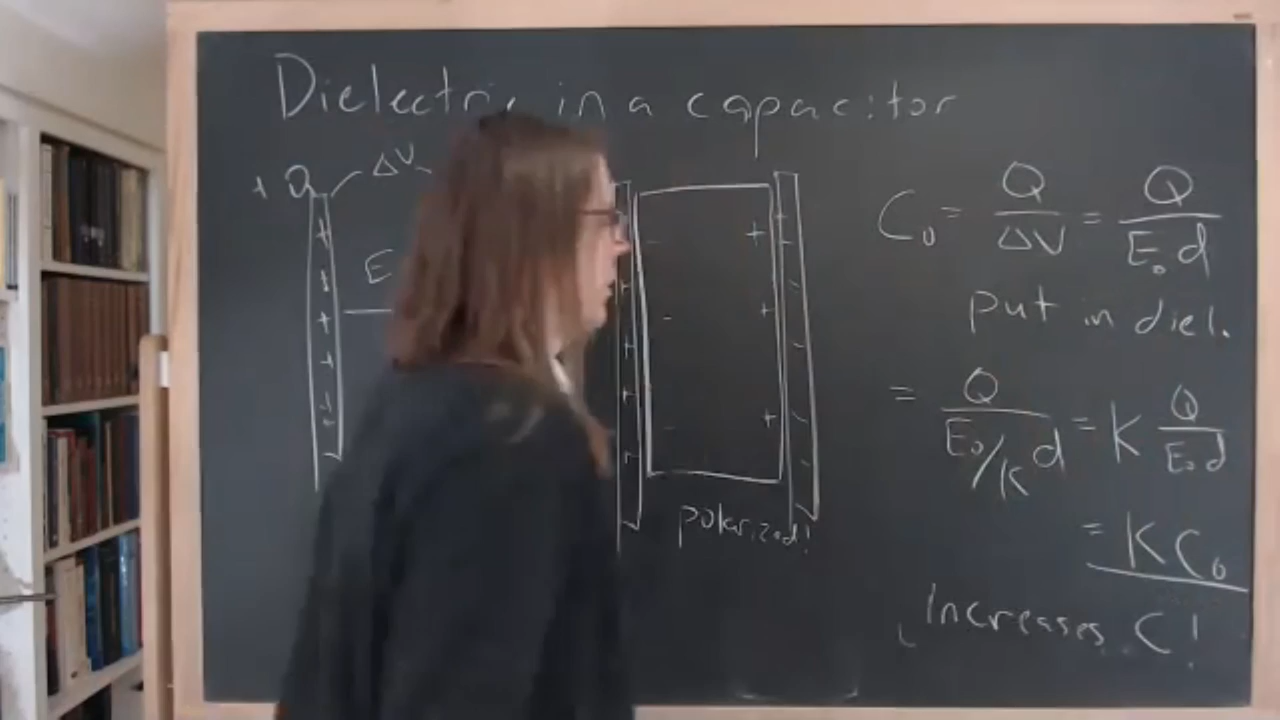 Dielectric in a capacitor
+Q ΔV
E
+ + + + +
- - -
+ + +
polarized!
C₀ = Q/ΔV = Q/(E₀d)
put in diel.
= Q/((E₀/K)d) = K Q/(E₀d)
= KC₀
Increases C!